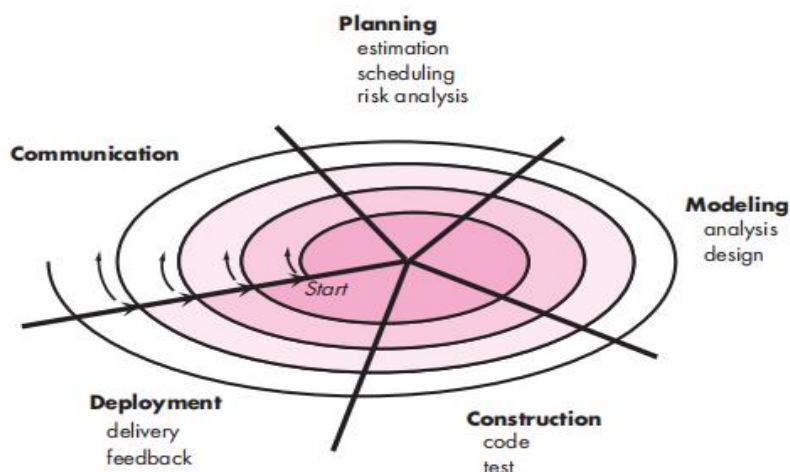 Planning
estimation
scheduling
risk analysis
Communication
Modeling
analysis
design
Start
Deployment
delivery
feedback
Construction
code
test